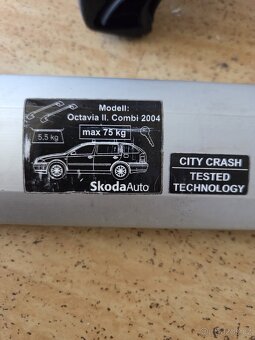 Modell:
Octavia II. Combi 2004
5,5 kg
max 75 kg
SkodaAuto
CITY CRASH
TESTED
TECHNOLOGY